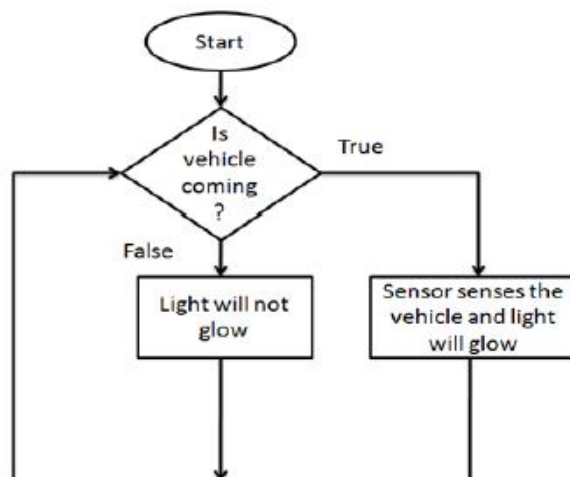 Start
Is
vehicle
coming
?
True
False
Light will not
glow
Sensor senses the
vehicle and light
will glow